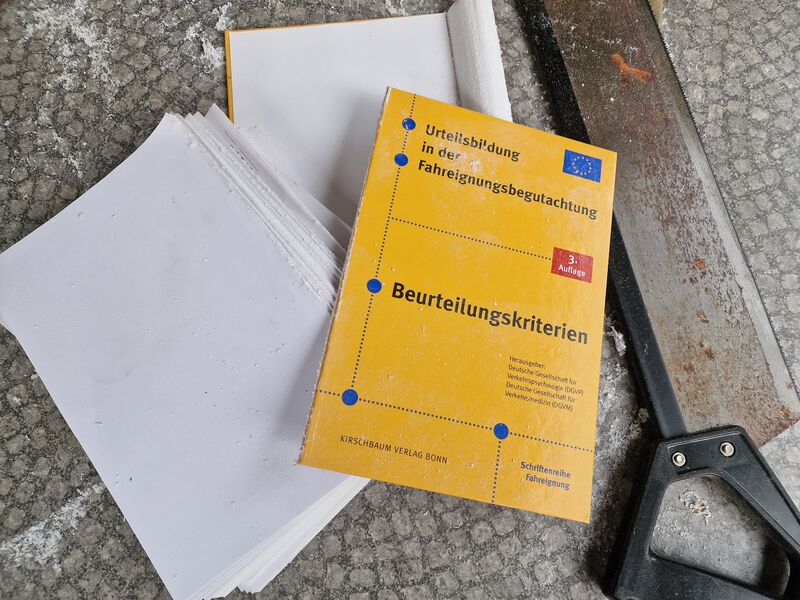 Urteilsbildung
in der
Fahreignungsbegutachtung
3.
Auflage
Beurteilungskriterien
Herausgeber:
Deutsche Gesellschaft für
Verkehrspsychologie (DGVP)
Deutsche Gesellschaft für
Verkehrsmedizin (DGVM)
KIRSCHBAUM VERLAG BONN
Schriftenreihe
Fahreignung